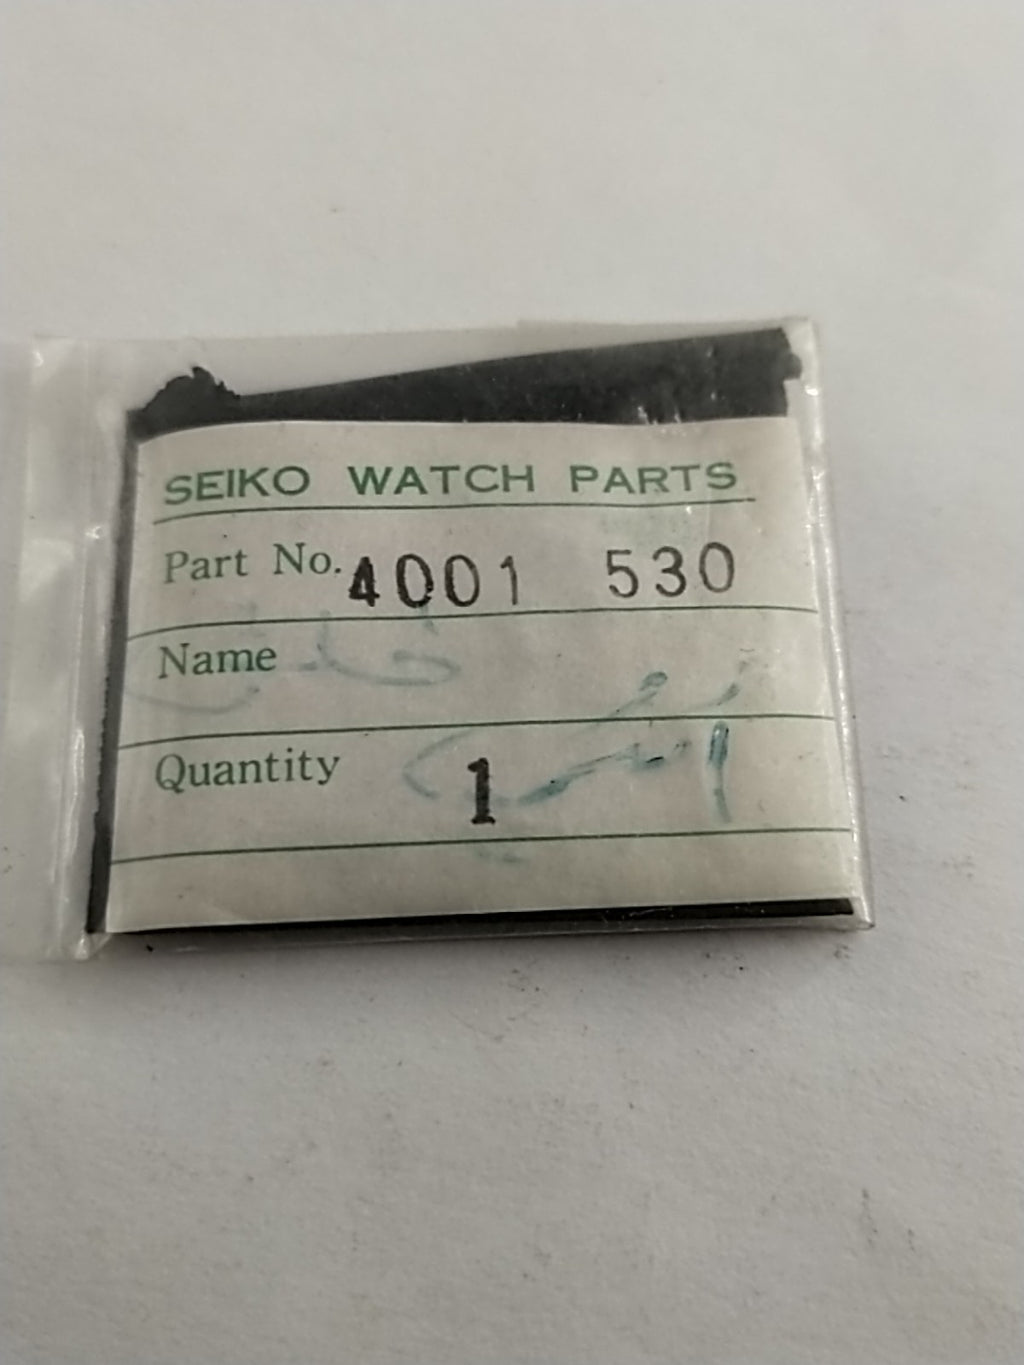 SEIKO WATCH PARTS
Part No. 4001 530
Name
Quantity 1